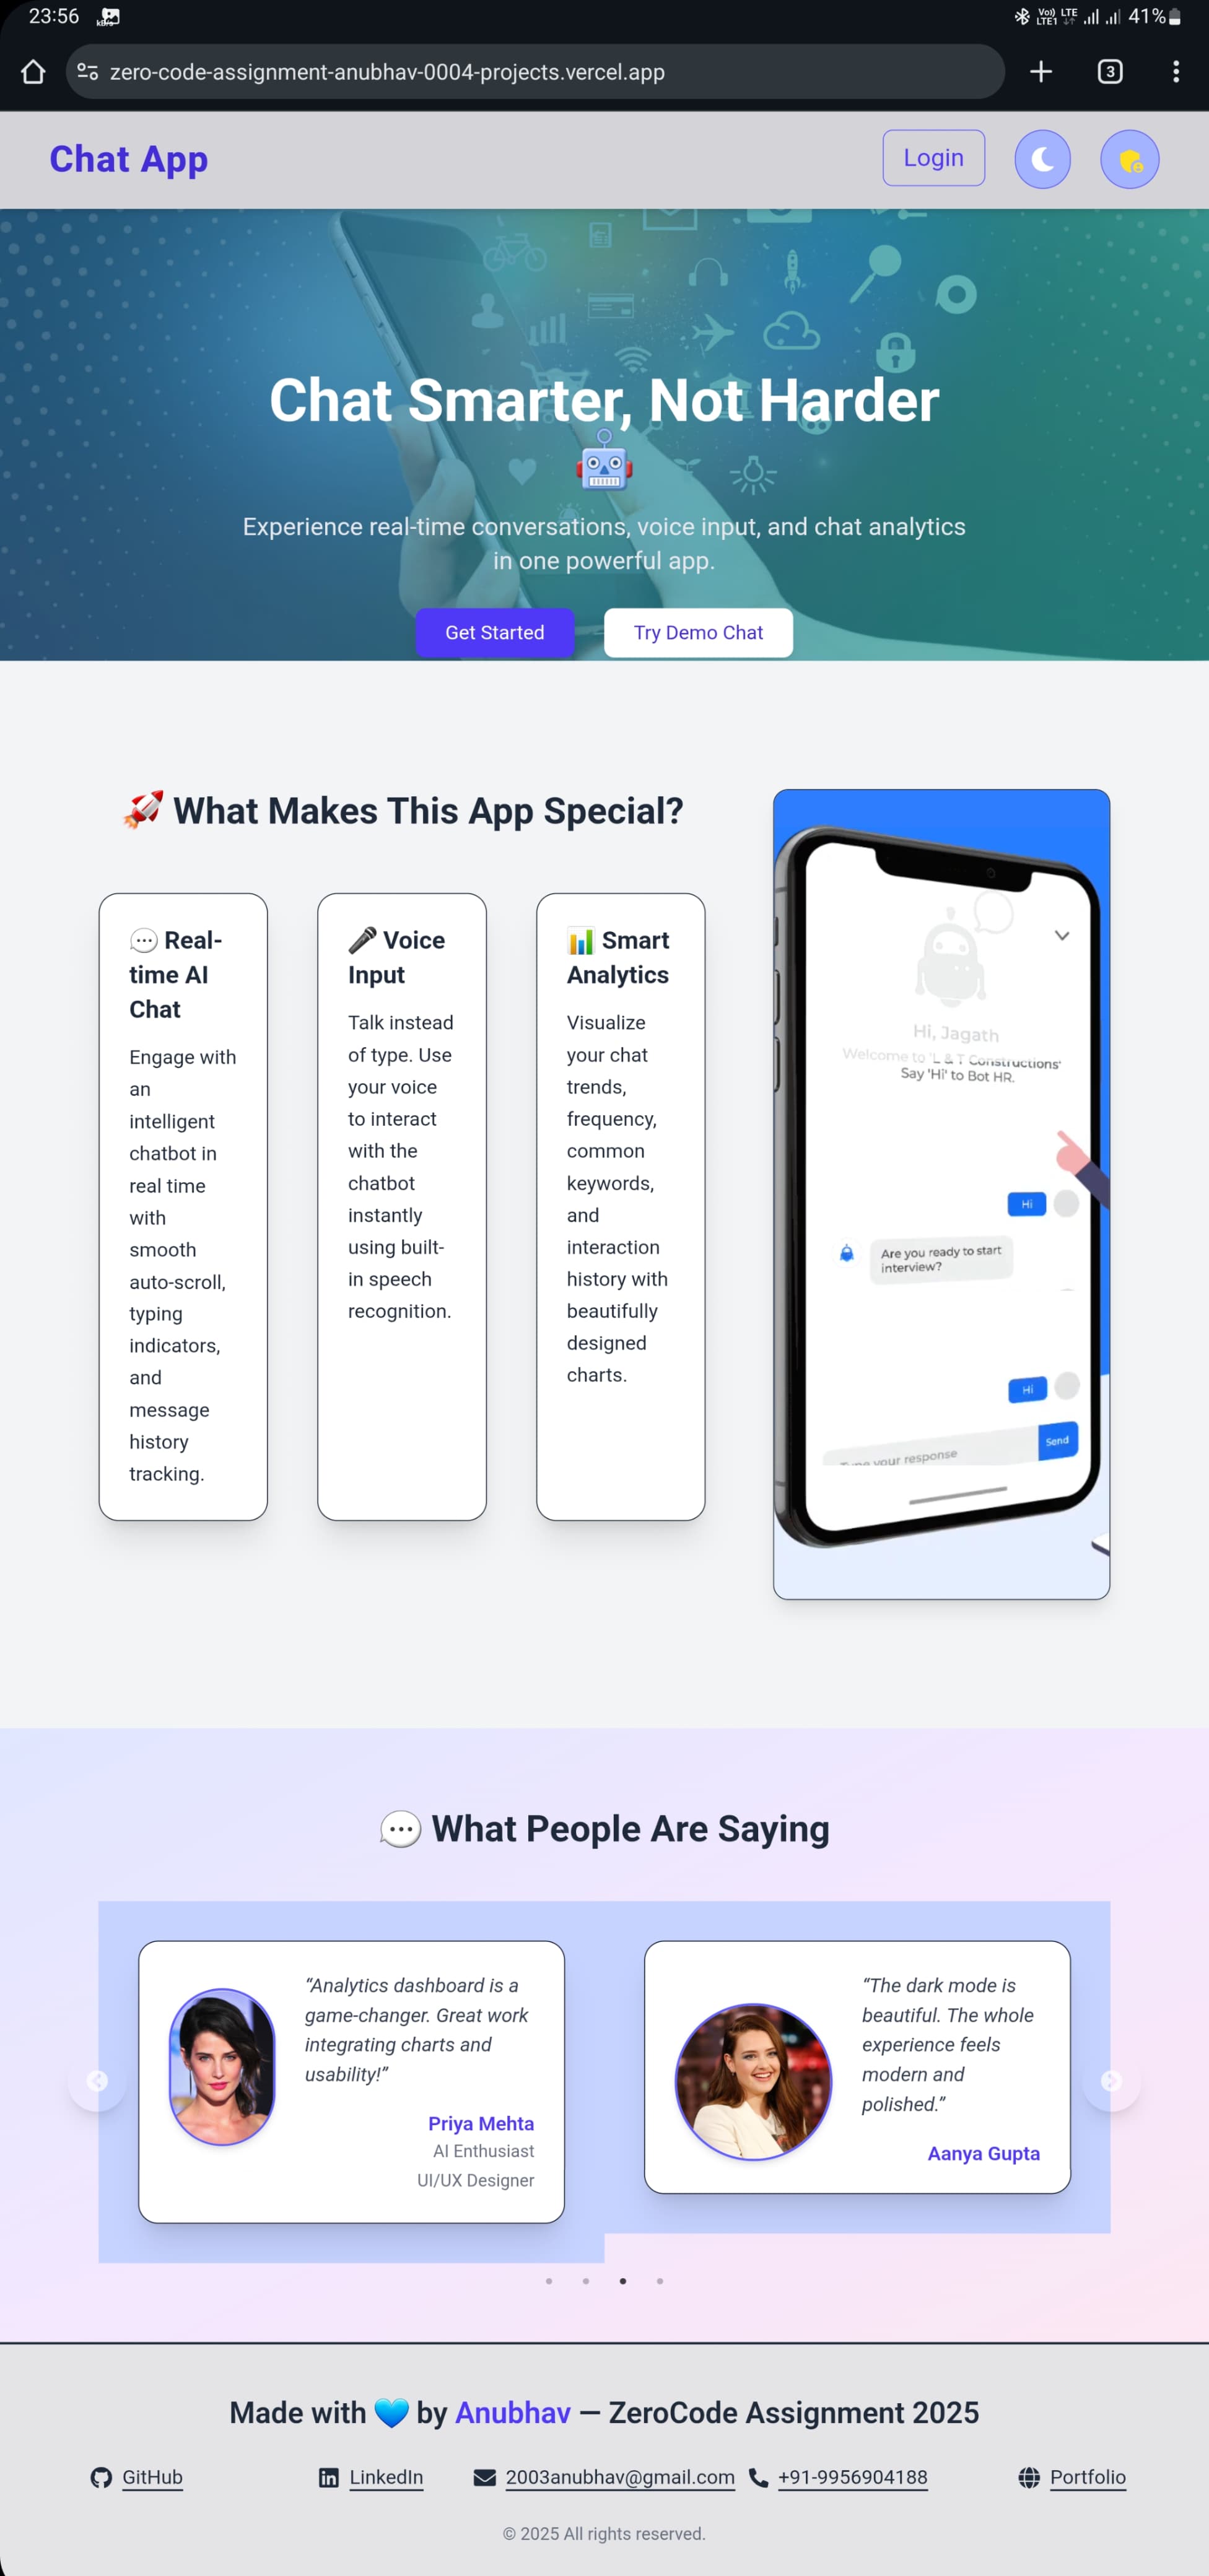 23:56
kB/s
Vo)) LTE
LTE1
41%
zero-code-assignment-anubhav-0004-projects.vercel.app
3
Chat App
Login
Chat Smarter, Not Harder
🤖
Experience real-time conversations, voice input, and chat analytics
in one powerful app.
Get Started
Try Demo Chat
🚀 What Makes This App Special?
💬 Real-
time AI
Chat
Engage with
an
intelligent
chatbot in
real time
with
smooth
auto-scroll,
typing
indicators,
and
message
history
tracking.
🎤 Voice
Input
Talk instead
of type. Use
your voice
to interact
with the
chatbot
instantly
using built-
in speech
recognition.
📊 Smart
Analytics
Visualize
your chat
trends,
frequency,
common
keywords,
and
interaction
history with
beautifully
designed
charts.
Hi, Jagath
Welcome to 'L & T Constructions'
Say 'Hi' to Bot HR.
Hi
Are you ready to start
interview?
Hi
Type your response
Send
💬 What People Are Saying
“Analytics dashboard is a
game-changer. Great work
integrating charts and
usability!”
Priya Mehta
AI Enthusiast
UI/UX Designer
“The dark mode is
beautiful. The whole
experience feels
modern and
polished.”
Aanya Gupta
Made with 💙 by Anubhav — ZeroCode Assignment 2025
GitHub
LinkedIn
2003anubhav@gmail.com
+91-9956904188
Portfolio
© 2025 All rights reserved.